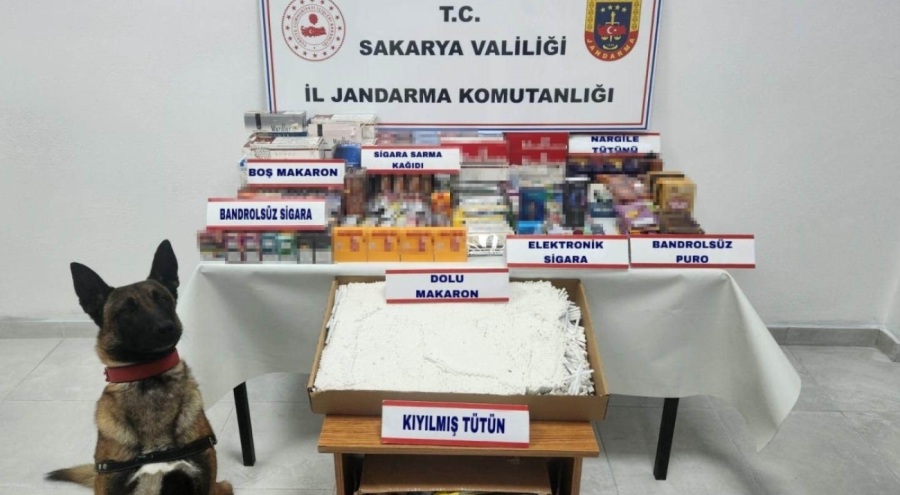 T.C.
SAKARYA VALİLİĞİ
İL JANDARMA KOMUTANLIĞI
JANDARMA
NARGİLE
TÜTÜNÜ
SİGARA SARMA
KAĞIDI
BOŞ MAKARON
BANDROLSÜZ SİGARA
ELEKTRONİK
SİGARA
BANDROLSÜZ
PURO
DOLU
MAKARON
KIYILMIŞ TÜTÜN